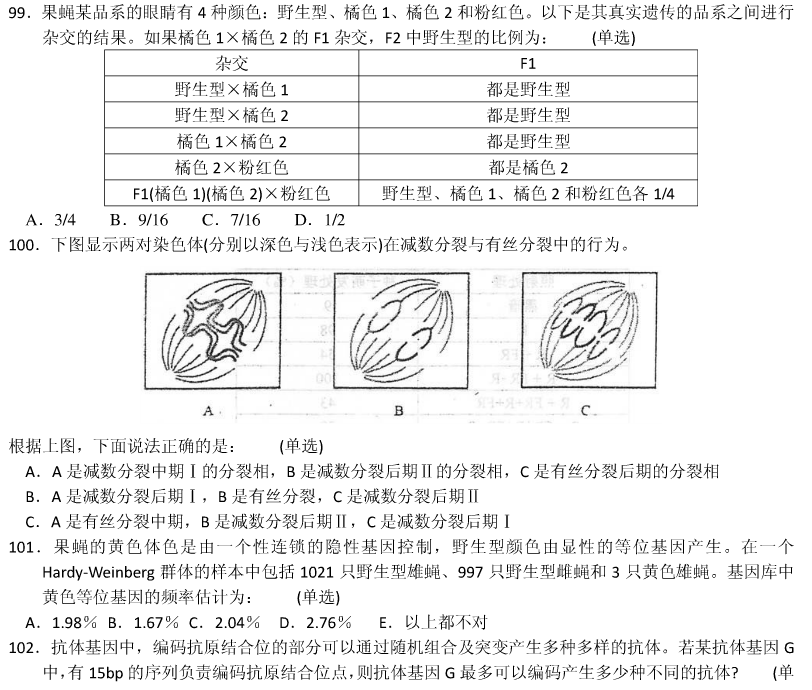 99．果蝇某品系的眼睛有 4 种颜色：野生型、橘色 1、橘色 2 和粉红色。以下是其真实遗传的品系之间进行
杂交的结果。如果橘色 1×橘色 2 的 F1 杂交，F2 中野生型的比例为： (单选)
杂交 F1
野生型×橘色 1 都是野生型
野生型×橘色 2 都是野生型
橘色 1×橘色 2 都是野生型
橘色 2×粉红色 都是橘色 2
F1(橘色 1)(橘色 2)×粉红色 野生型、橘色 1、橘色 2 和粉红色各 1/4
A．3/4 B．9/16 C．7/16 D．1/2
100．下图显示两对染色体(分别以深色与浅色表示)在减数分裂与有丝分裂中的行为。
A
B
C
根据上图，下面说法正确的是： (单选)
A．A 是减数分裂中期Ⅰ的分裂相，B 是减数分裂后期Ⅱ的分裂相，C 是有丝分裂后期的分裂相
B．A 是减数分裂后期Ⅰ，B 是有丝分裂，C 是减数分裂后期Ⅱ
C．A 是有丝分裂中期，B 是减数分裂后期Ⅱ，C 是减数分裂后期Ⅰ
101．果蝇的黄色体色是由一个性连锁的隐性基因控制，野生型颜色由显性的等位基因产生。在一个
Hardy-Weinberg 群体的样本中包括 1021 只野生型雄蝇、997 只野生型雌蝇和 3 只黄色雄蝇。基因库中
黄色等位基因的频率估计为： (单选)
A．1.98％ B．1.67％ C．2.04％ D．2.76％ E．以上都不对
102．抗体基因中，编码抗原结合位的部分可以通过随机组合及突变产生多种多样的抗体。若某抗体基因 G
中,有 15bp 的序列负责编码抗原结合位点,则抗体基因 G 最多可以编码产生多少种不同的抗体? (单